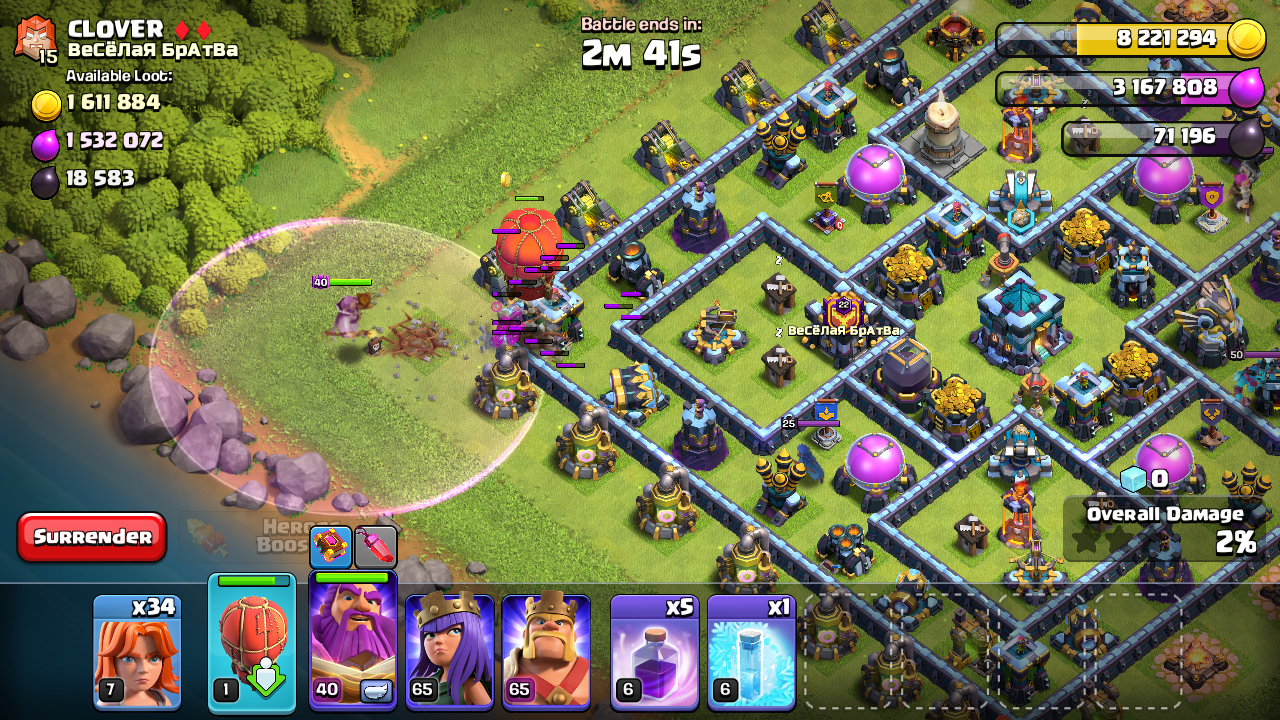 CLOVER
15
ВеСЁЛаЯ БрАтВа
Available Loot:
1 611 884
1 532 072
18 583
Battle ends in:
2M 41s
8 221 294
3 167 808
71 196
40
22
ВеСЁЛаЯ БрАтВа
50
25
0
Overall Damage
2%
Surrender
x34
7
1
40
65
65
x5
6
x1
6